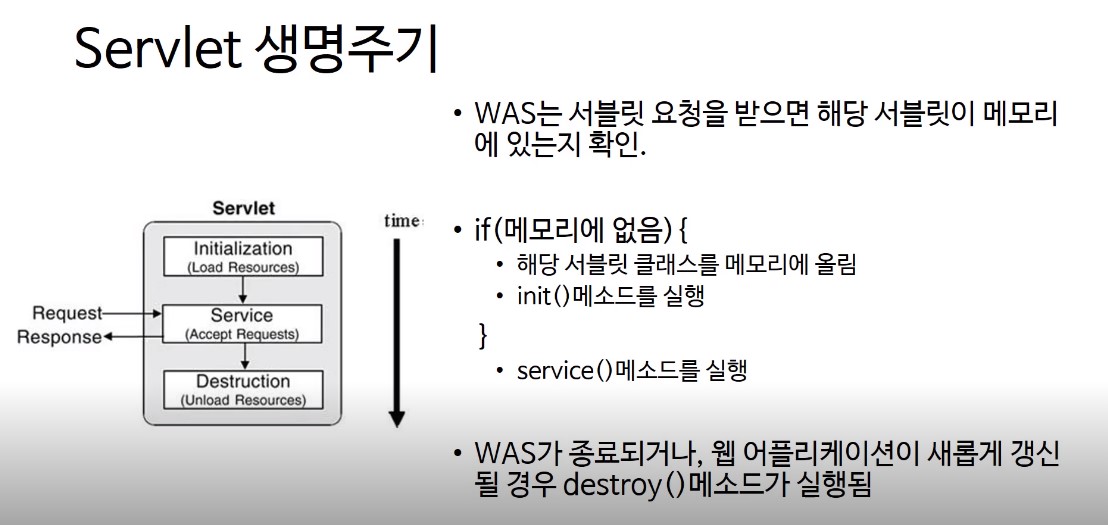 Servlet 생명주기
• WAS는 서블릿 요청을 받으면 해당 서블릿이 메모리
에 있는지 확인.
Servlet
Initialization
(Load Resources)
Request
Response
Service
(Accept Requests)
Destruction
(Unload Resources)
time:
• if(메모리에 없음) {
• 해당 서블릿 클래스를 메모리에 올림
• init()메소드를 실행
}
• service()메소드를 실행
• WAS가 종료되거나, 웹 어플리케이션이 새롭게 갱신
될 경우 destroy()메소드가 실행됨